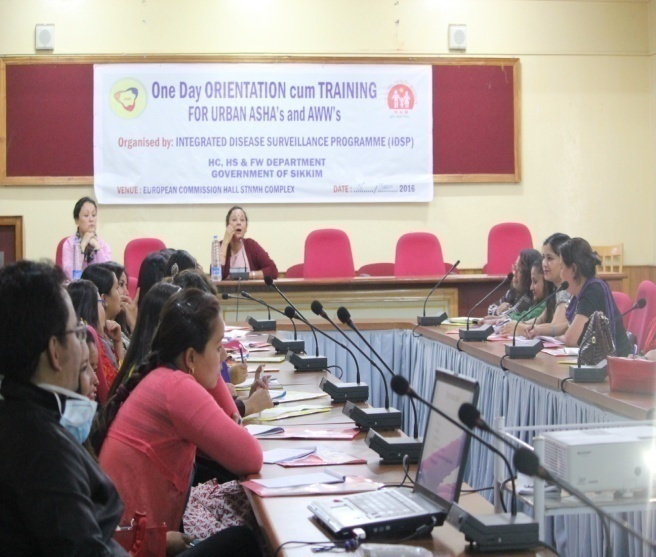 One Day ORIENTATION cum TRAINING
FOR URBAN ASHA's and AWW's
Organised by: INTEGRATED DISEASE SURVEILLANCE PROGRAMME (IDSP)
HC, HS & FW DEPARTMENT
GOVERNMENT OF SIKKIM
VENUE : EUROPEAN COMMISSION HALL STNMH COMPLEX DATE : 2016